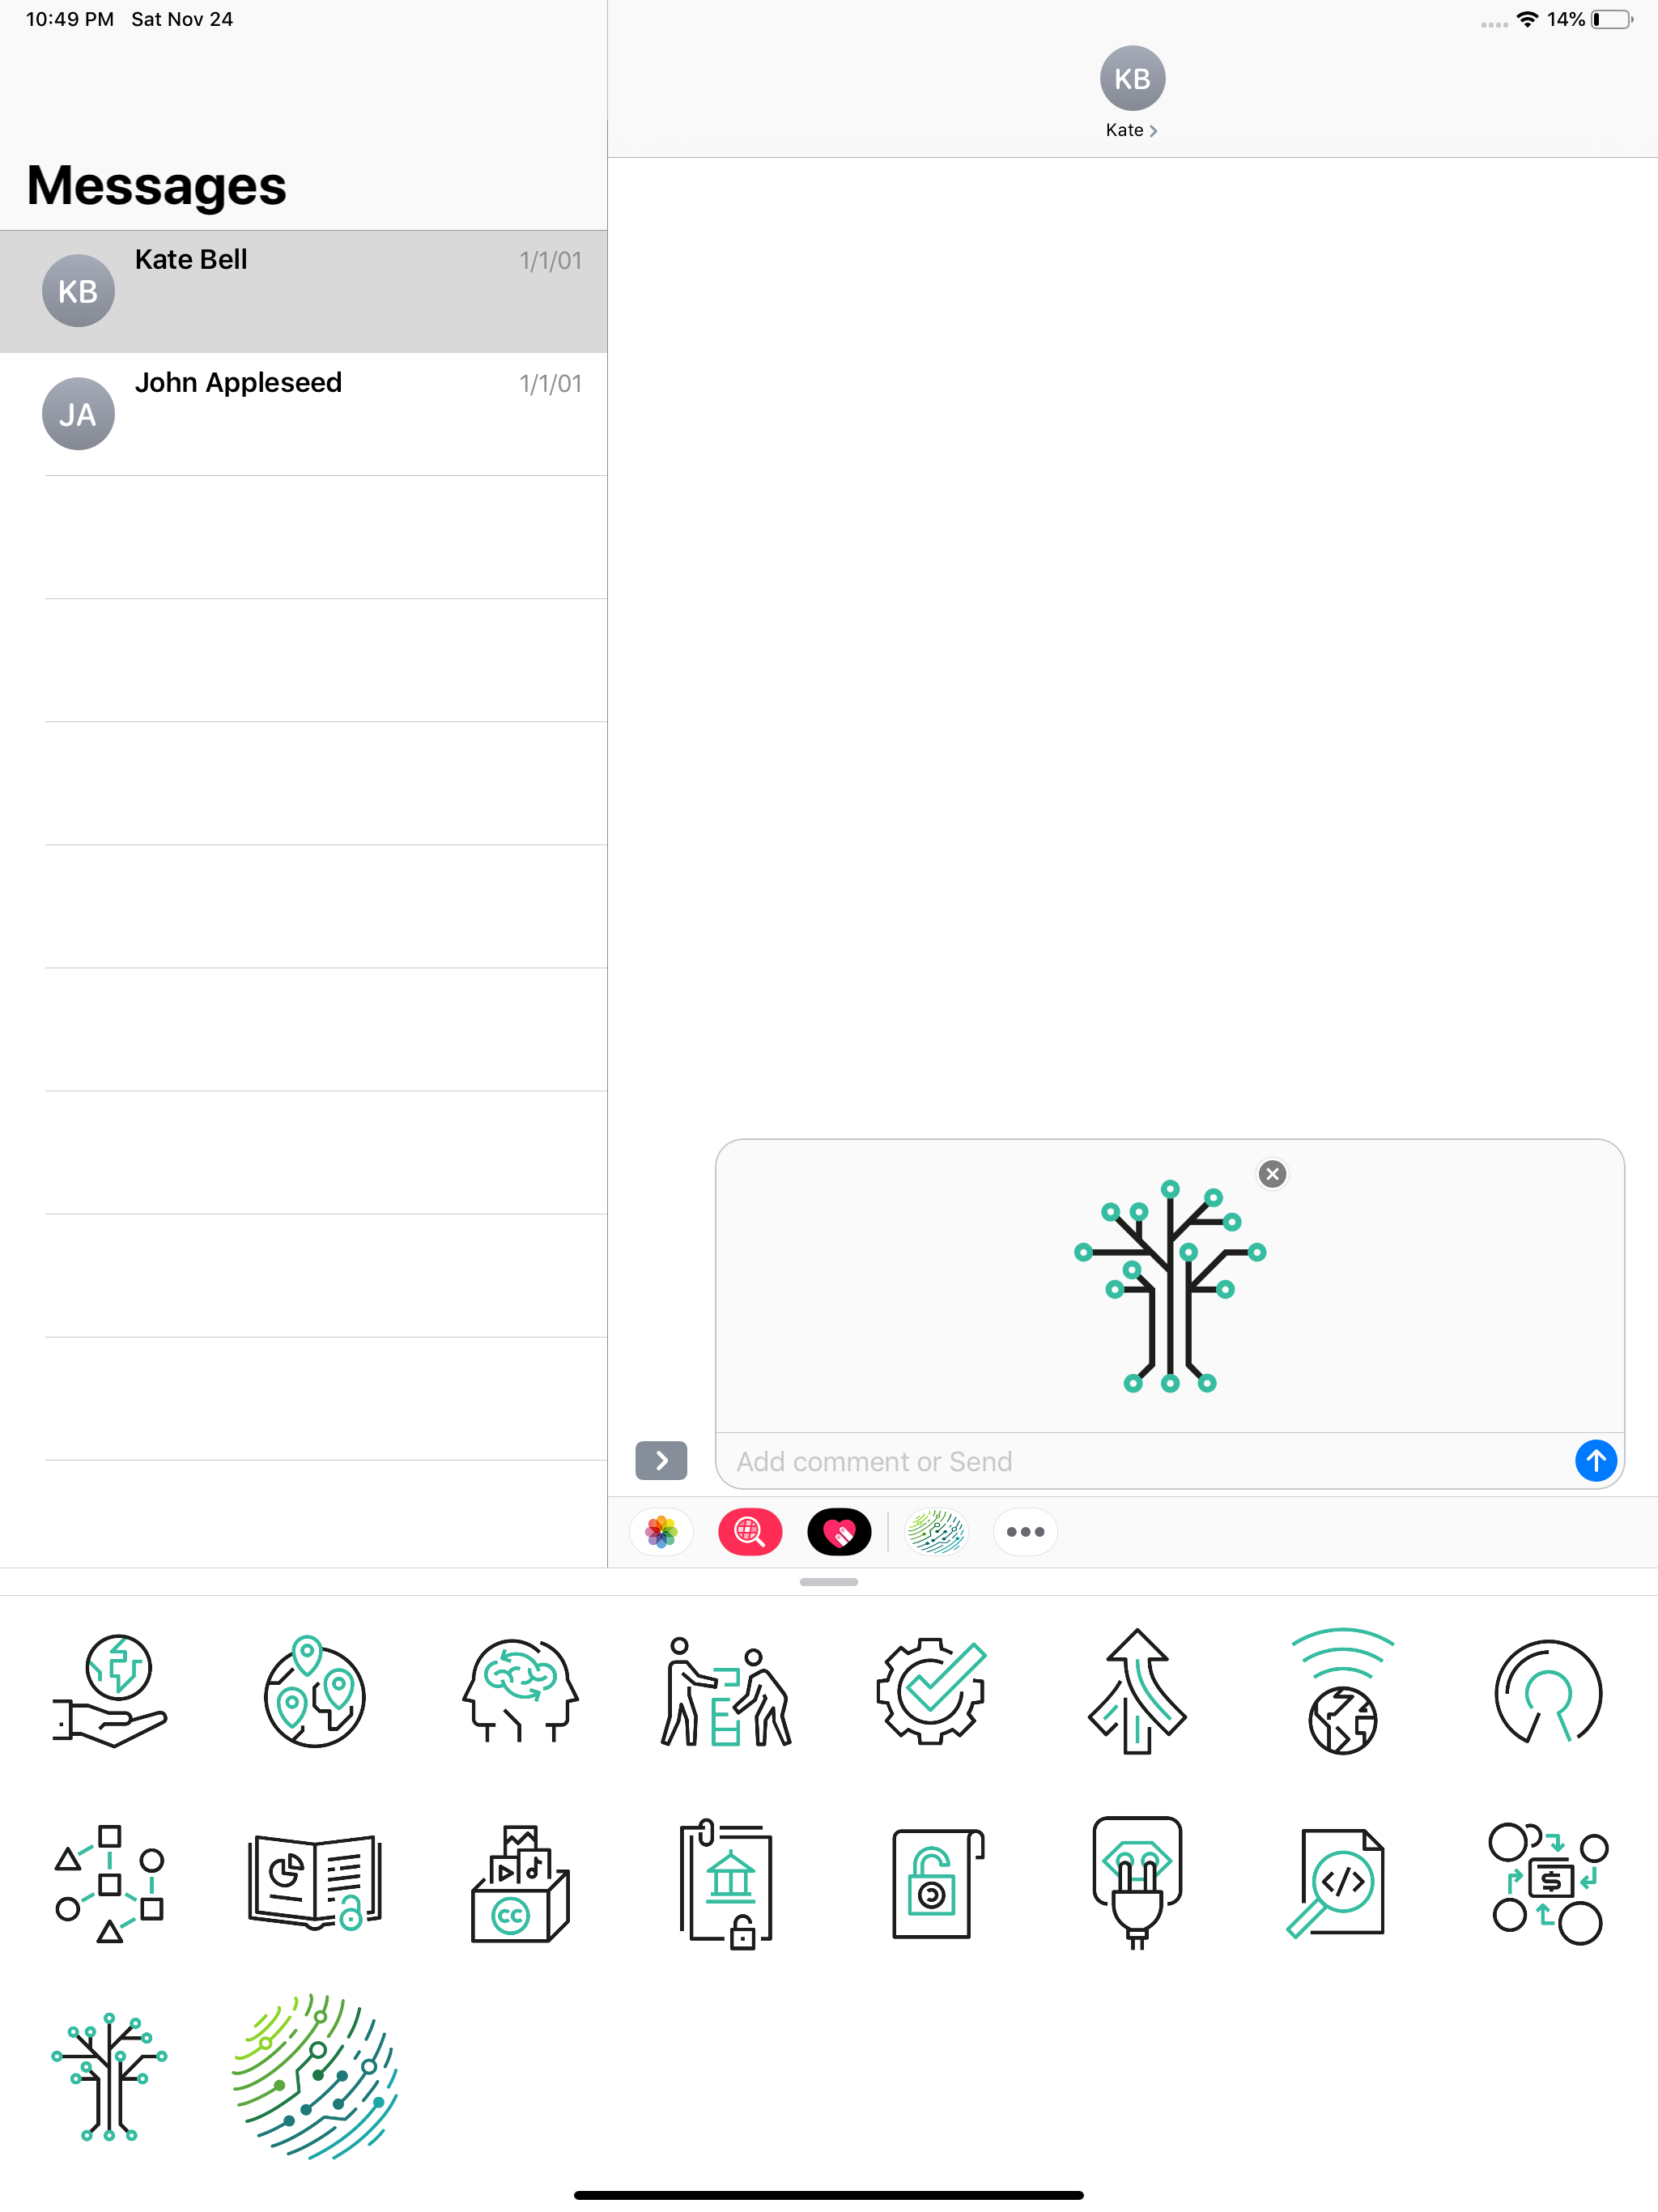 10:49 PM Sat Nov 24
14%
KB
Kate
Messages
KB
Kate Bell
1/1/01
JA
John Appleseed
1/1/01
Add comment or Send
</>
CC
$